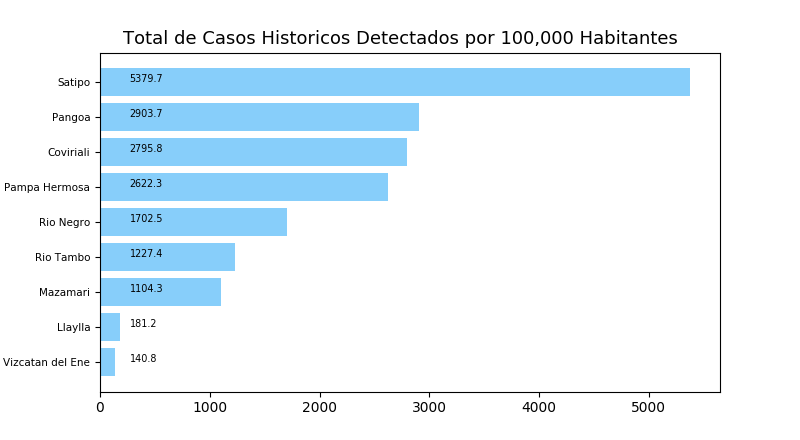 Total de Casos Historicos Detectados por 100,000 Habitantes
Satipo 5379.7
Pangoa 2903.7
Coviriali 2795.8
Pampa Hermosa 2622.3
Rio Negro 1702.5
Rio Tambo 1227.4
Mazamari 1104.3
Llaylla 181.2
Vizcatan del Ene 140.8
0 1000 2000 3000 4000 5000